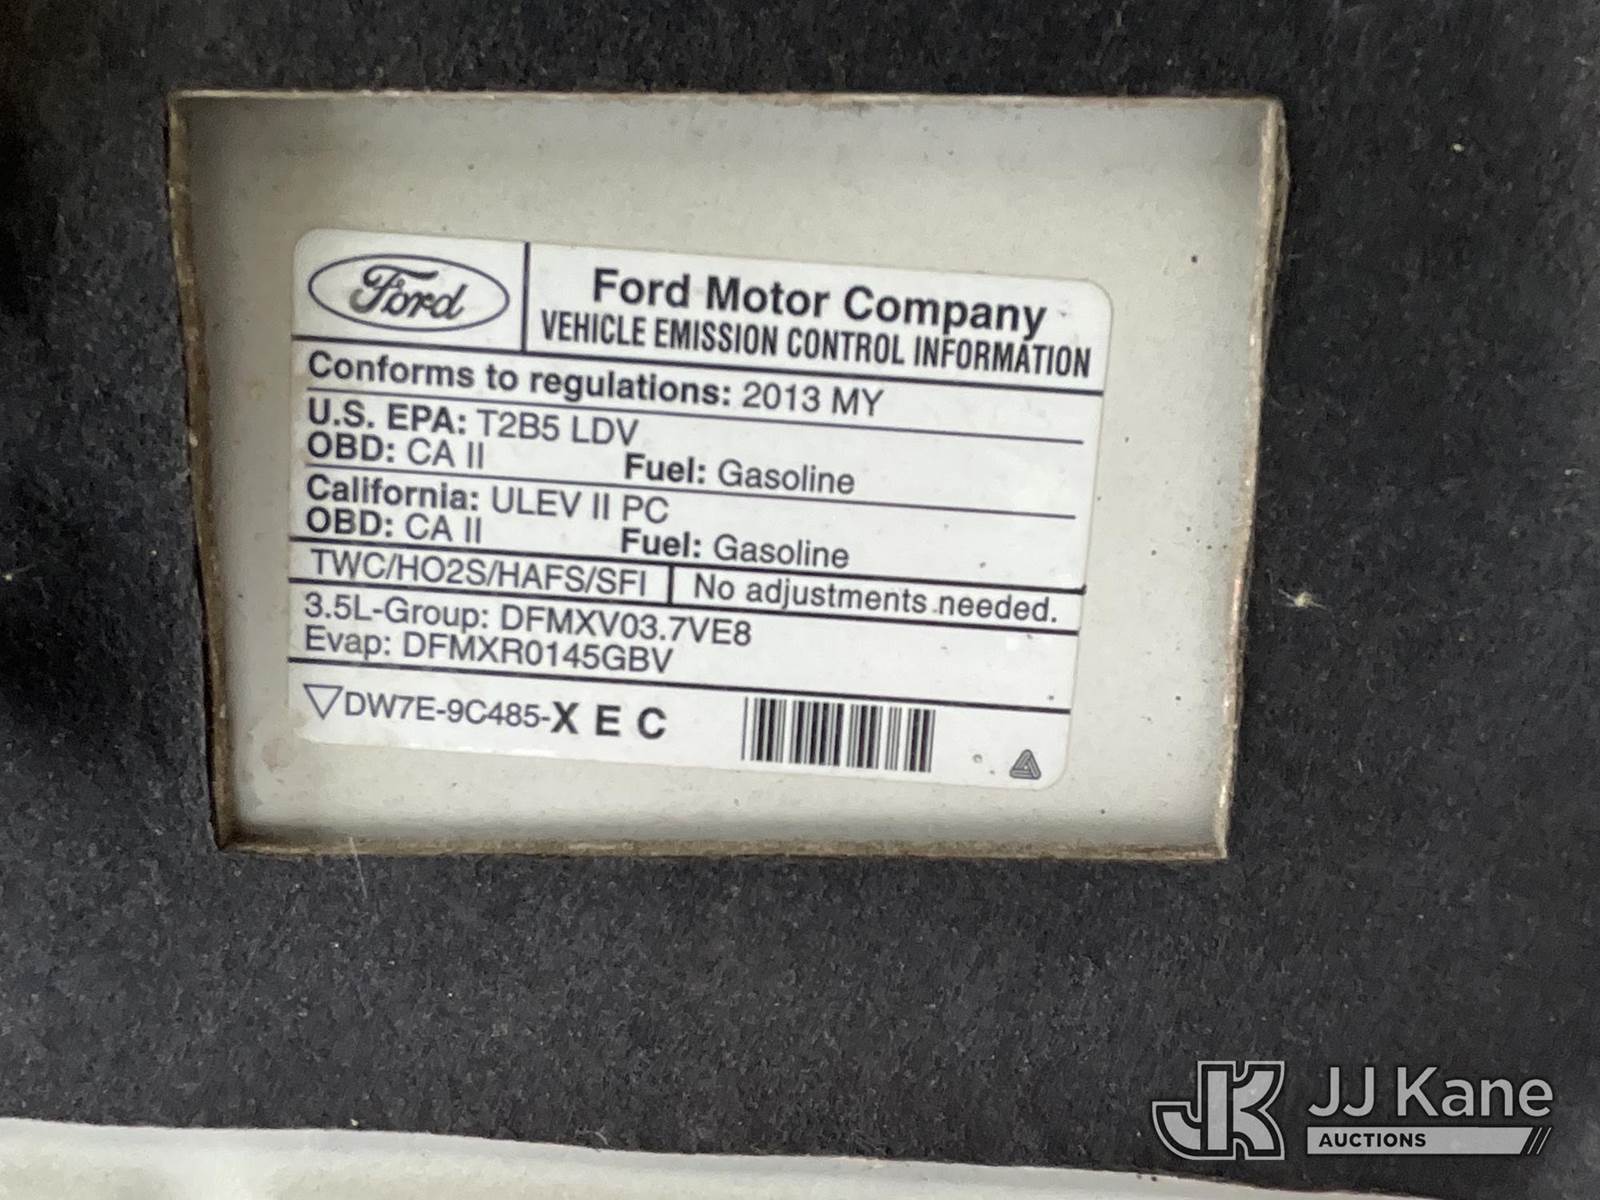 Ford
Ford Motor Company
VEHICLE EMISSION CONTROL INFORMATION
Conforms to regulations: 2013 MY
U.S. EPA: T2B5 LDV
OBD: CA II Fuel: Gasoline
California: ULEV II PC
OBD: CA II Fuel: Gasoline
TWC/HO2S/HAFS/SFI No adjustments needed.
3.5L-Group: DFMXV03.7VE8
Evap: DFMXR0145GBV
DW7E-9C485-X E C
JK JJ Kane
AUCTIONS